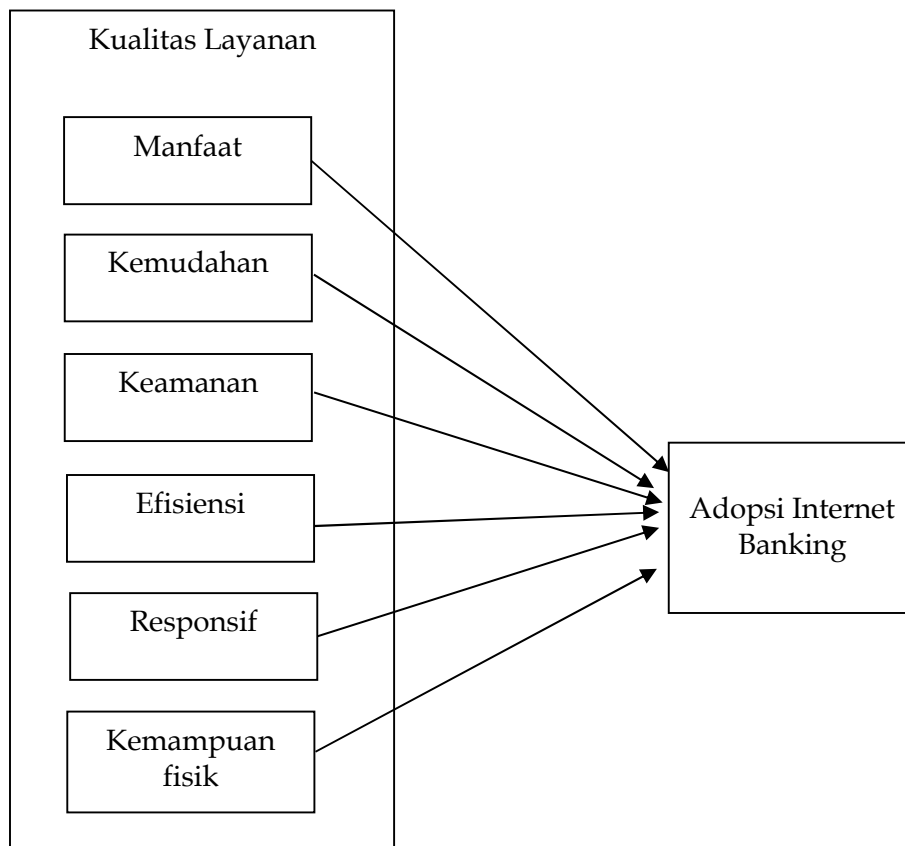 Kualitas Layanan
Manfaat
Kemudahan
Keamanan
Efisiensi
Responsif
Kemampuan
fisik
Adopsi Internet
Banking